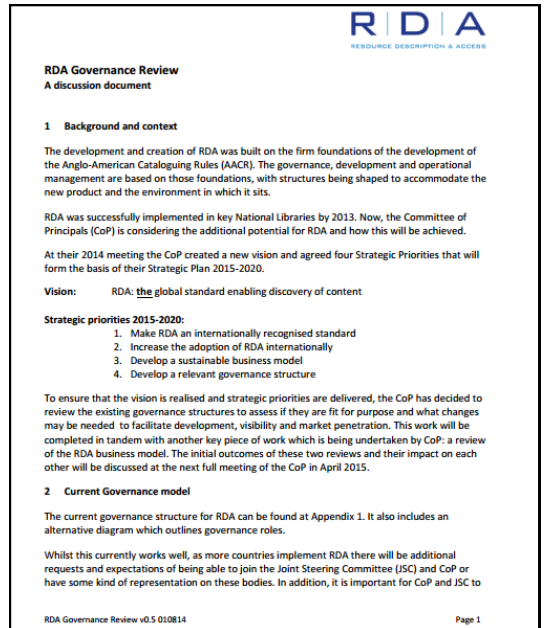 R|D|A
RESOURCE DESCRIPTION & ACCESS
RDA Governance Review
A discussion document
1 Background and context
The development and creation of RDA was built on the firm foundations of the development of
the Anglo-American Cataloguing Rules (AACR). The governance, development and operational
management are based on those foundations, with structures being shaped to accommodate the
new product and the environment in which it sits.
RDA was successfully implemented in key National Libraries by 2013. Now, the Committee of
Principals (CoP) is considering the additional potential for RDA and how this will be achieved.
At their 2014 meeting the CoP created a new vision and agreed four Strategic Priorities that will
form the basis of their Strategic Plan 2015-2020.
Vision: RDA: the global standard enabling discovery of content
Strategic priorities 2015-2020:
1. Make RDA an internationally recognised standard
2. Increase the adoption of RDA internationally
3. Develop a sustainable business model
4. Develop a relevant governance structure
To ensure that the vision is realised and strategic priorities are delivered, the CoP has decided to
review the existing governance structures to assess if they are fit for purpose and what changes
may be needed to facilitate development, visibility and market penetration. This work will be
completed in tandem with another key piece of work which is being undertaken by CoP: a review
of the RDA business model. The initial outcomes of these two reviews and their impact on each
other will be discussed at the next full meeting of the CoP in April 2015.
2 Current Governance model
The current governance structure for RDA can be found at Appendix 1. It also includes an
alternative diagram which outlines governance roles.
Whilst this currently works well, as more countries implement RDA there will be additional
requests and expectations of being able to join the Joint Steering Committee (JSC) and CoP or
have some kind of representation on these bodies. In addition, it is important for CoP and JSC to
RDA Governance Review v0.5 010814 Page 1